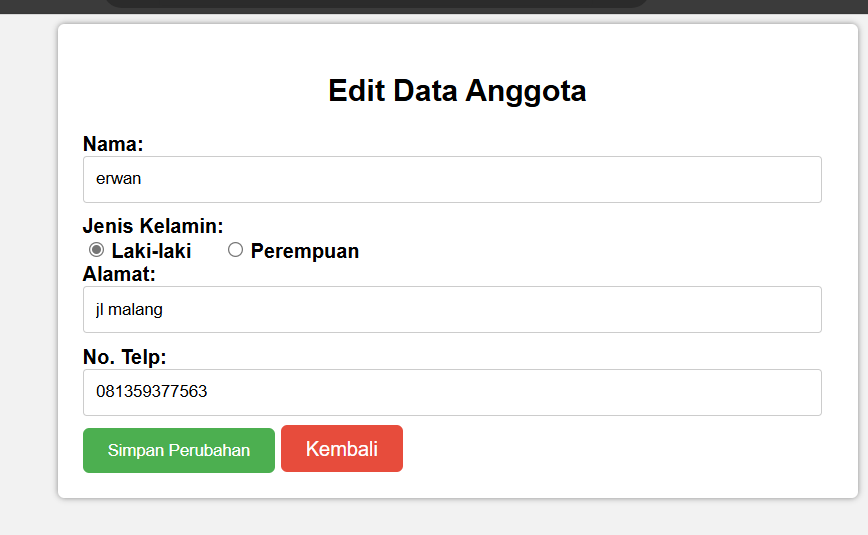 Edit Data Anggota
Nama:
erwan
Jenis Kelamin:
Laki-laki Perempuan
Alamat:
jl malang
No. Telp:
081359377563
Simpan Perubahan Kembali